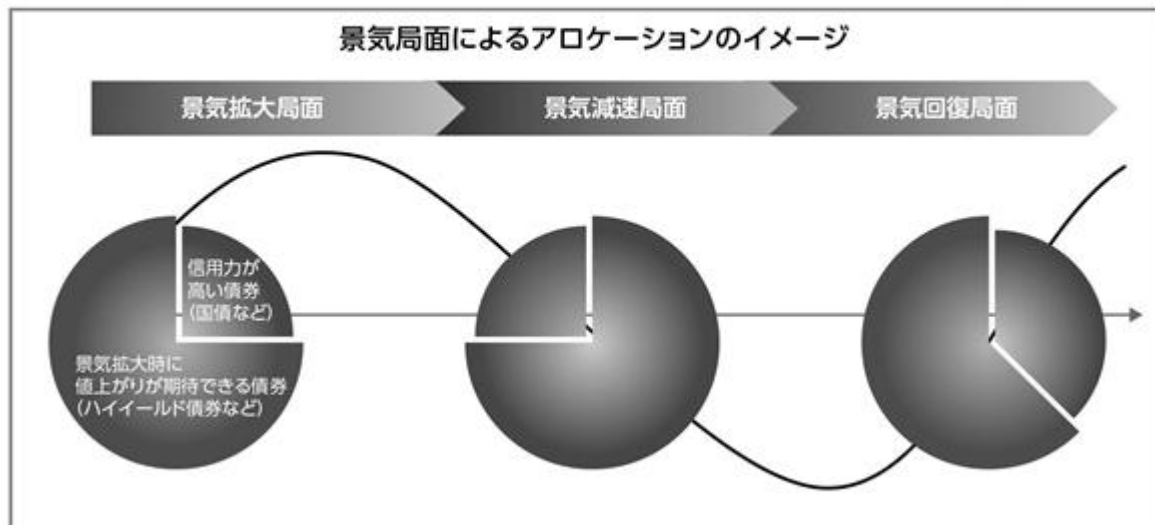 景気局面によるアロケーションのイメージ
景気拡大局面
景気減速局面
景気回復局面
信用力が
高い債券
(国債など)
景気拡大時に
値上がりが期待できる債券
(ハイイールド債券など)